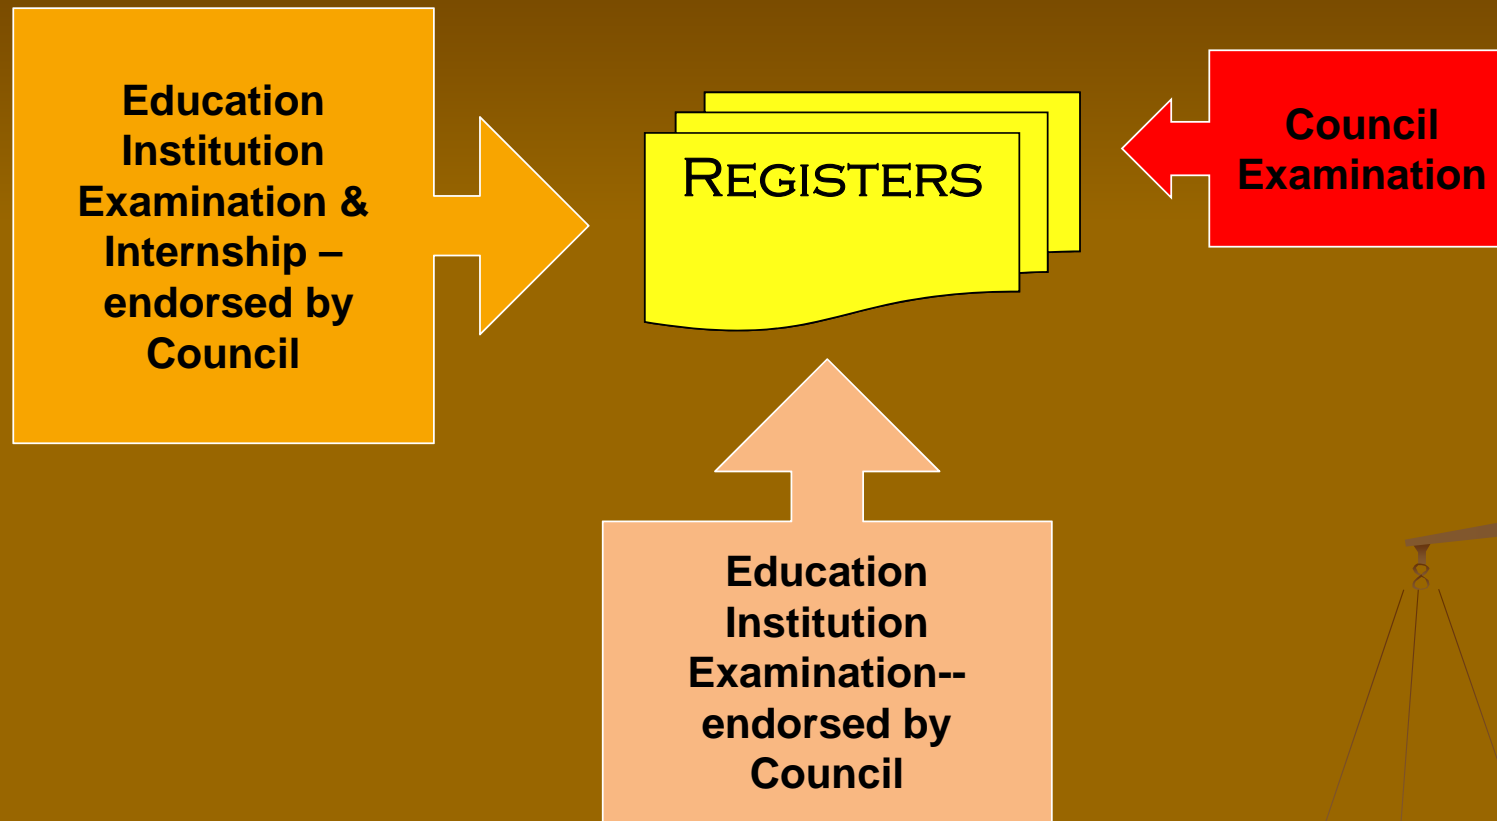 Education
Institution
Examination &
Internship –
endorsed by
Council
REGISTERS
Council
Examination
Education
Institution
Examination--
endorsed by
Council